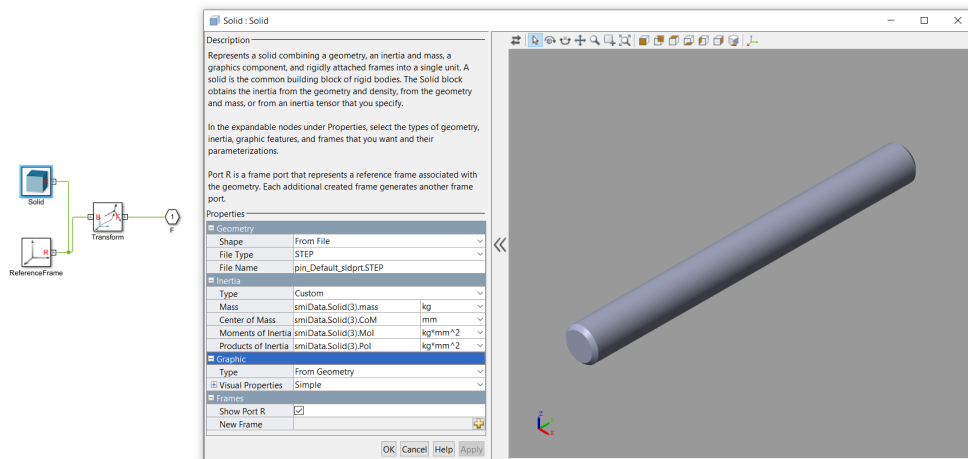 Solid : Solid
Description
Represents a solid combining a geometry, an inertia and mass, a
graphics component, and rigidly attached frames into a single unit. A
solid is the common building block of rigid bodies. The Solid block
obtains the inertia from the geometry and density, from the geometry
and mass, or from an inertia tensor that you specify.
In the expandable nodes under Properties, select the types of geometry,
inertia, graphic features, and frames that you want and their
parameterizations.
Port R is a frame port that represents a reference frame associated with
the geometry. Each additional created frame generates another frame
port.
Properties
Geometry
Shape From File
File Type STEP
File Name pin_Default_sldprt.STEP
Inertia
Type Custom
Mass smiData.Solid(3).mass kg
Center of Mass smiData.Solid(3).CoM mm
Moments of Inertia smiData.Solid(3).MoI kg*mm^2
Products of Inertia smiData.Solid(3).PoI kg*mm^2
Graphic
Type From Geometry
Visual Properties Simple
Frames
Show Port R
New Frame
OK Cancel Help Apply
R
Solid
R
ReferenceFrame
B F
Transform
1
F
z
y
x